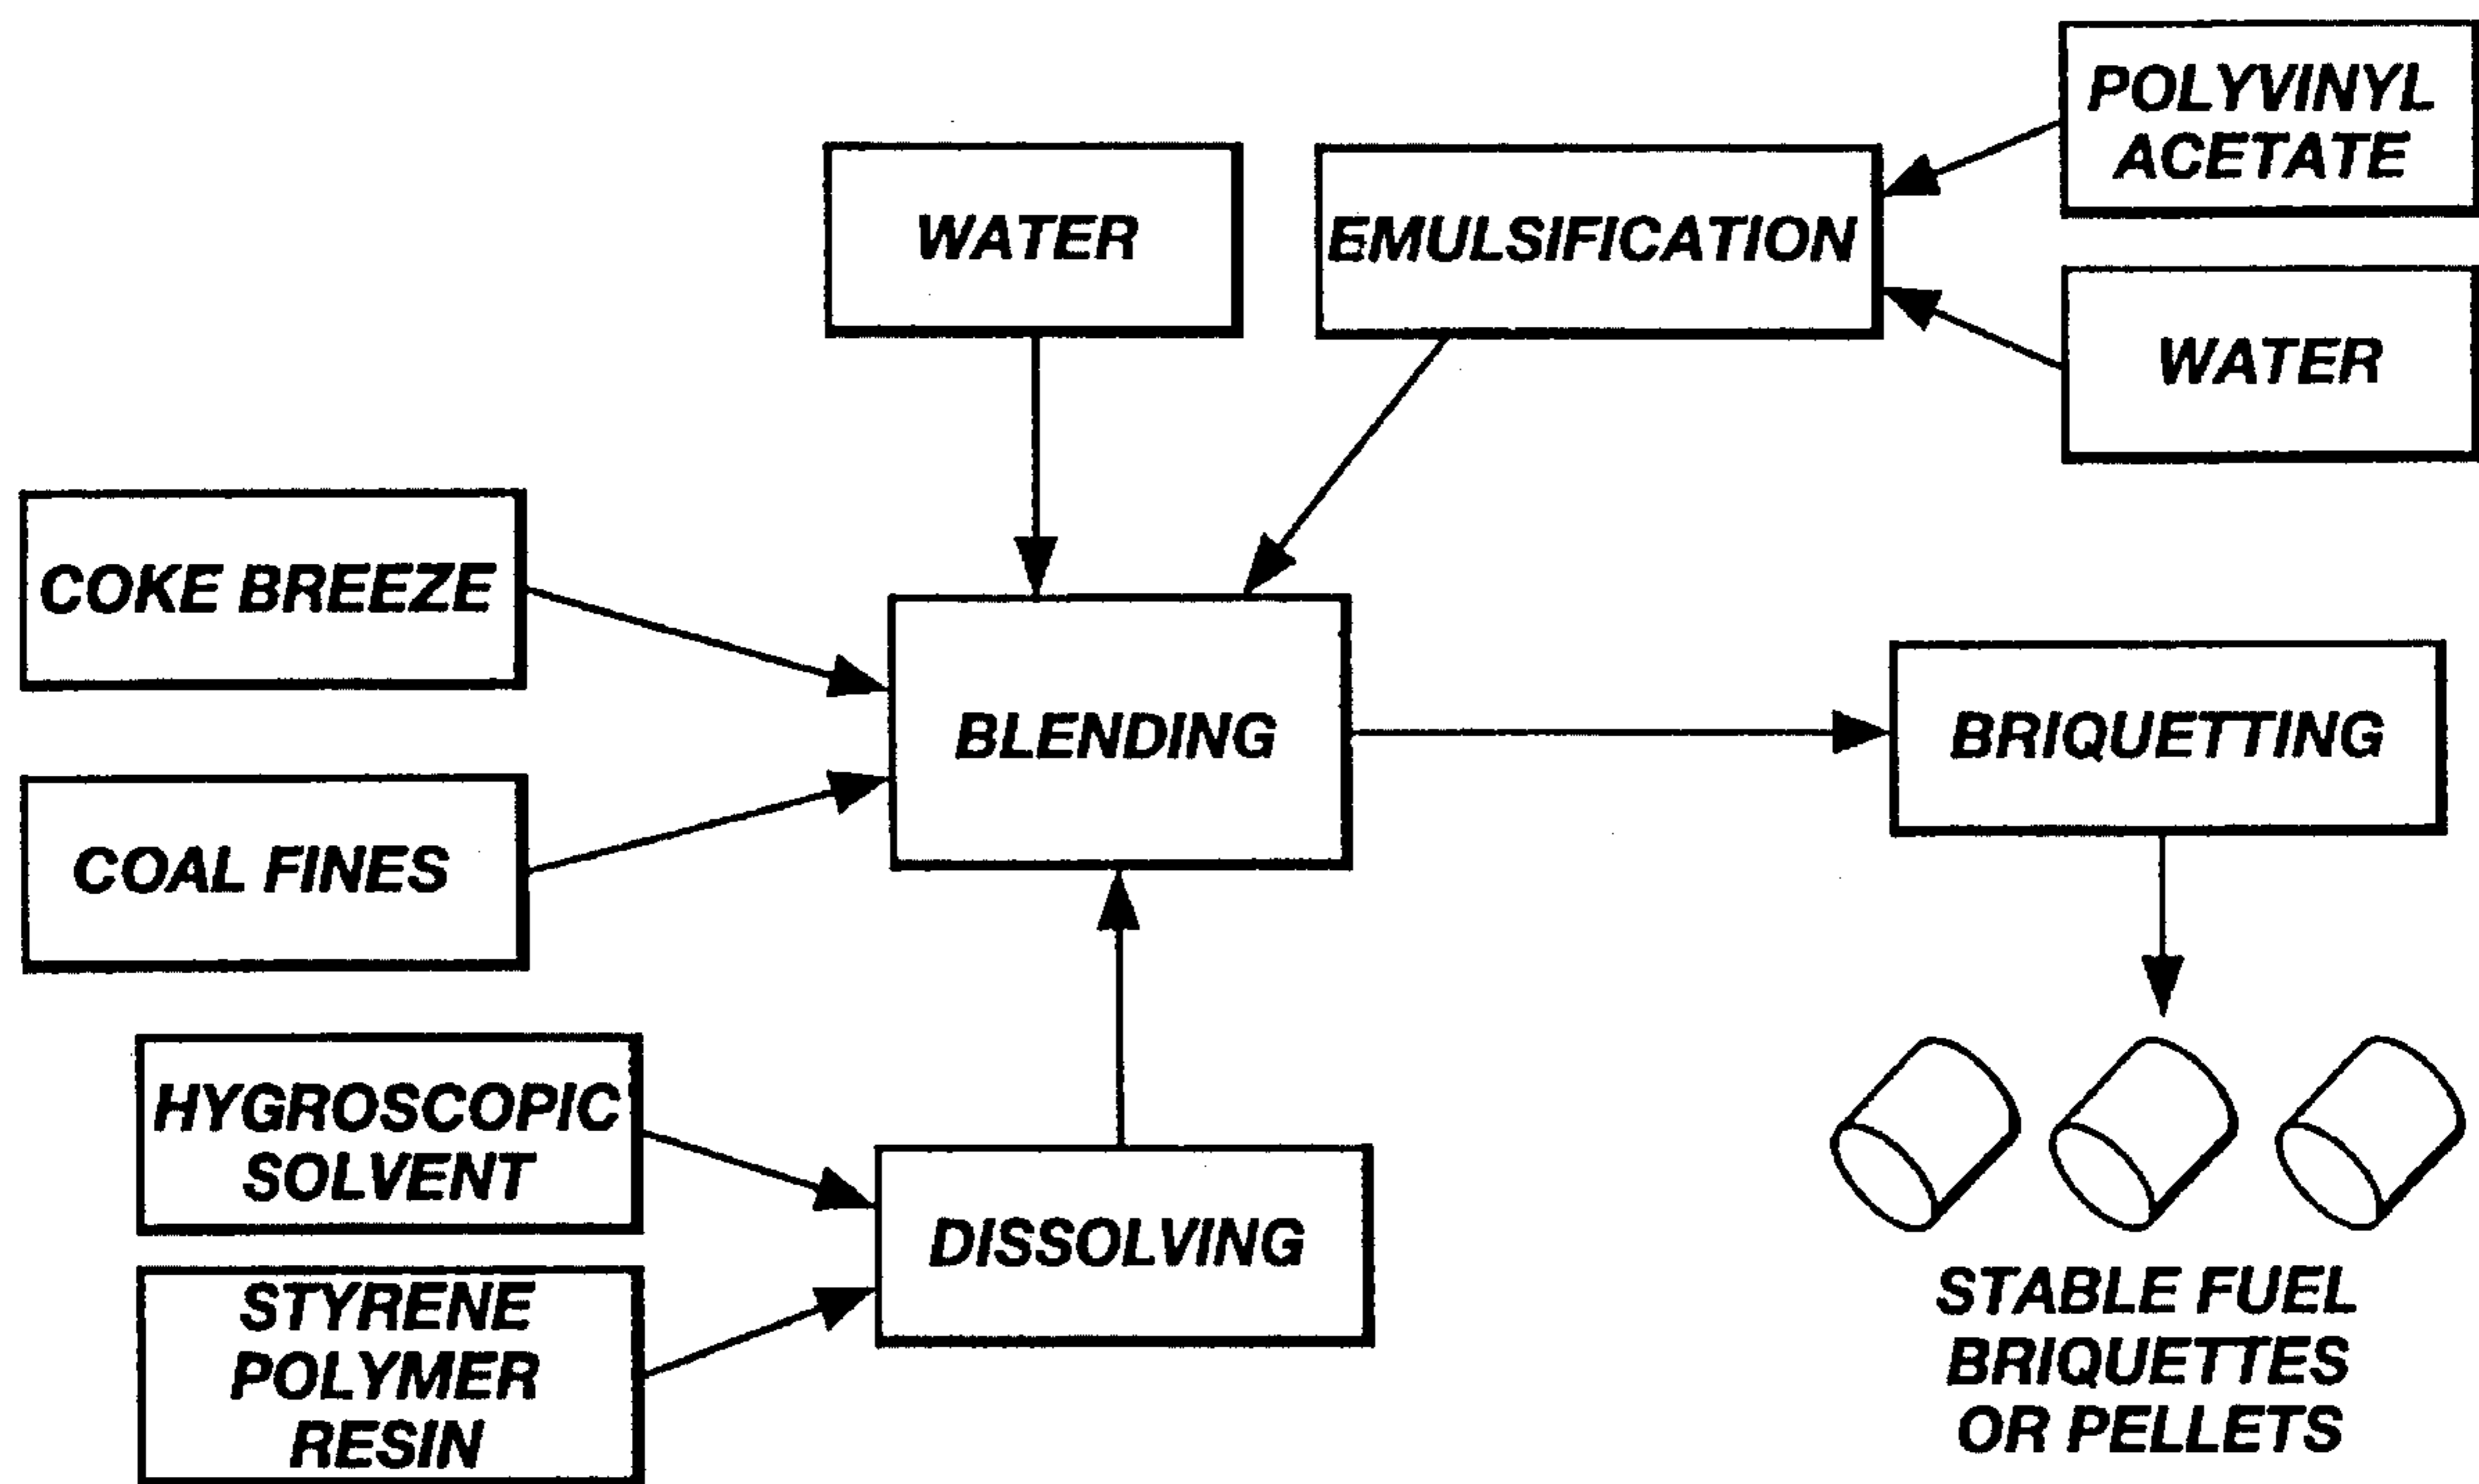 POLYVINYL
ACETATE
WATER
EMULSIFICATION
WATER
COKE BREEZE
BLENDING
BRIQUETTING
COAL FINES
HYGROSCOPIC
SOLVENT
DISSOLVING
STYRENE
POLYMER
RESIN
STABLE FUEL
BRIQUETTES
OR PELLETS